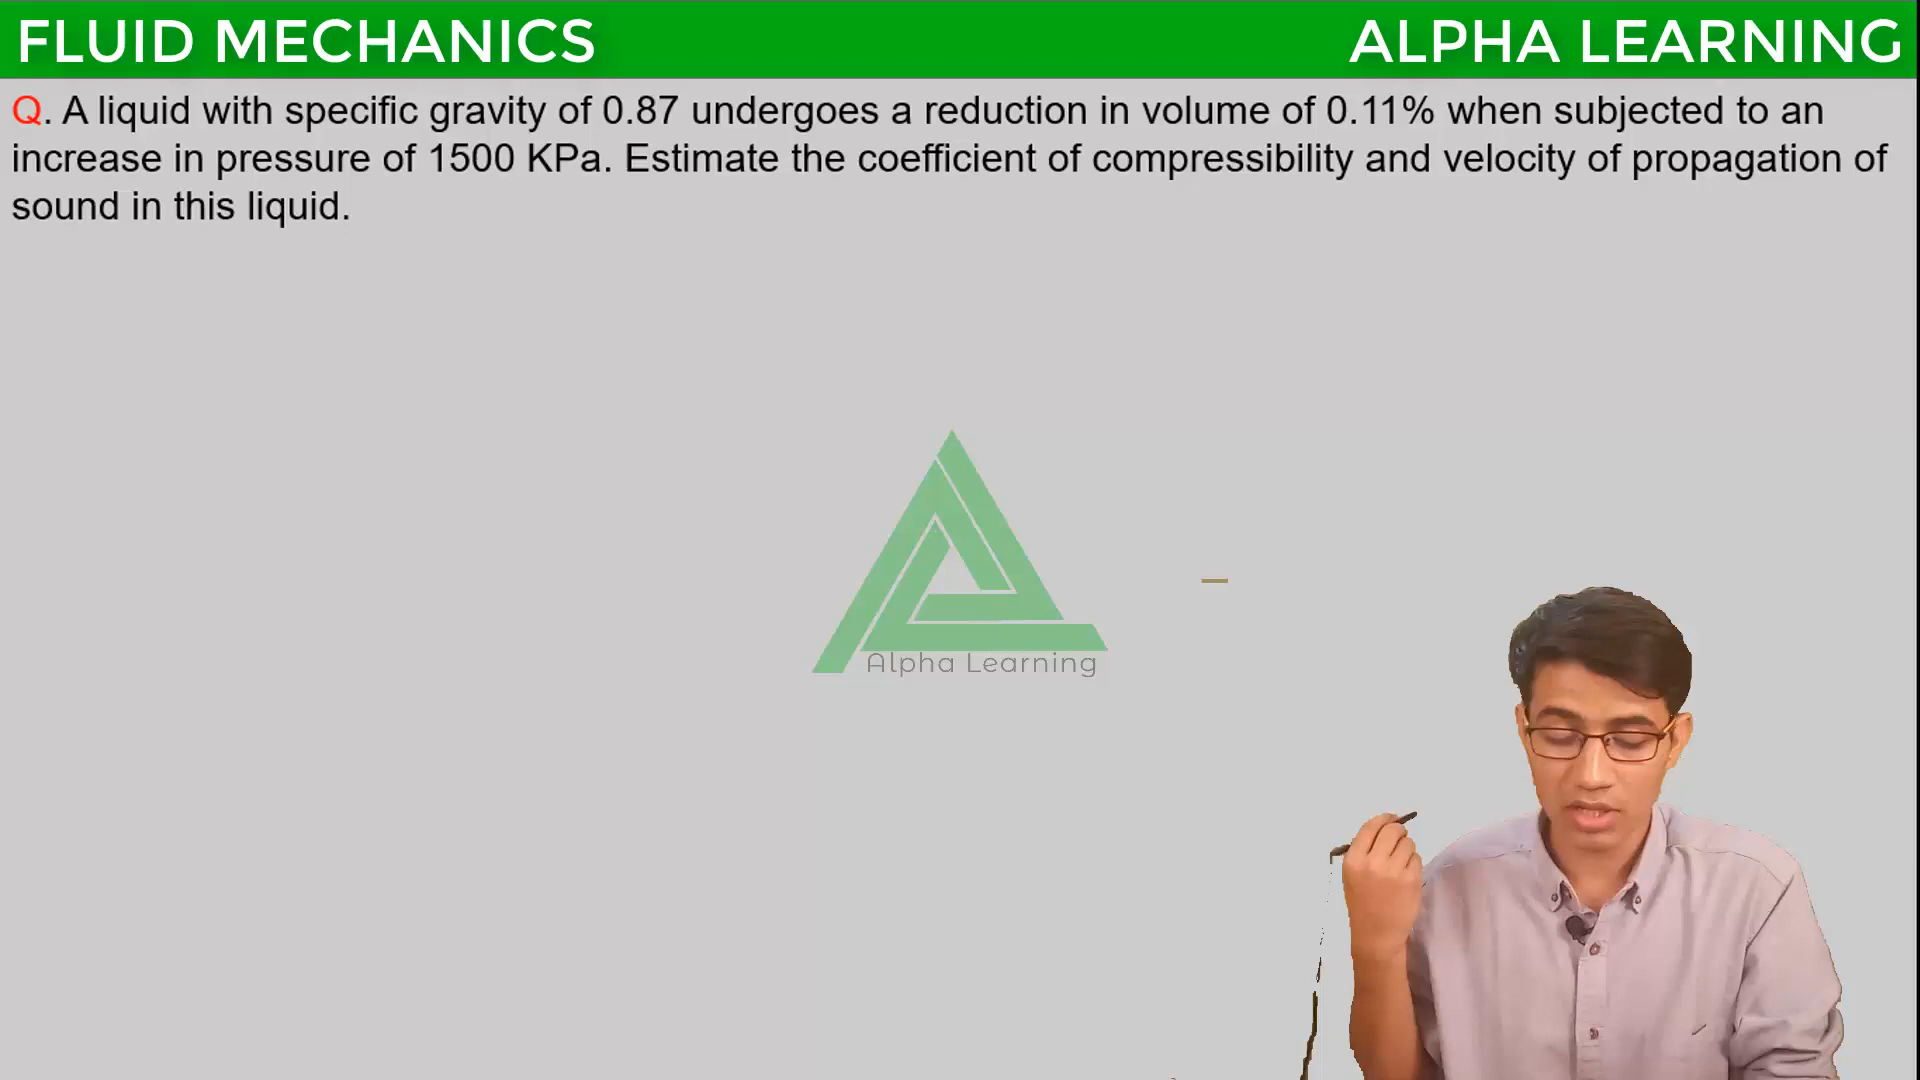 FLUID MECHANICS
ALPHA LEARNING
Q. A liquid with specific gravity of 0.87 undergoes a reduction in volume of 0.11% when subjected to an
increase in pressure of 1500 KPa. Estimate the coefficient of compressibility and velocity of propagation of
sound in this liquid.
Alpha Learning